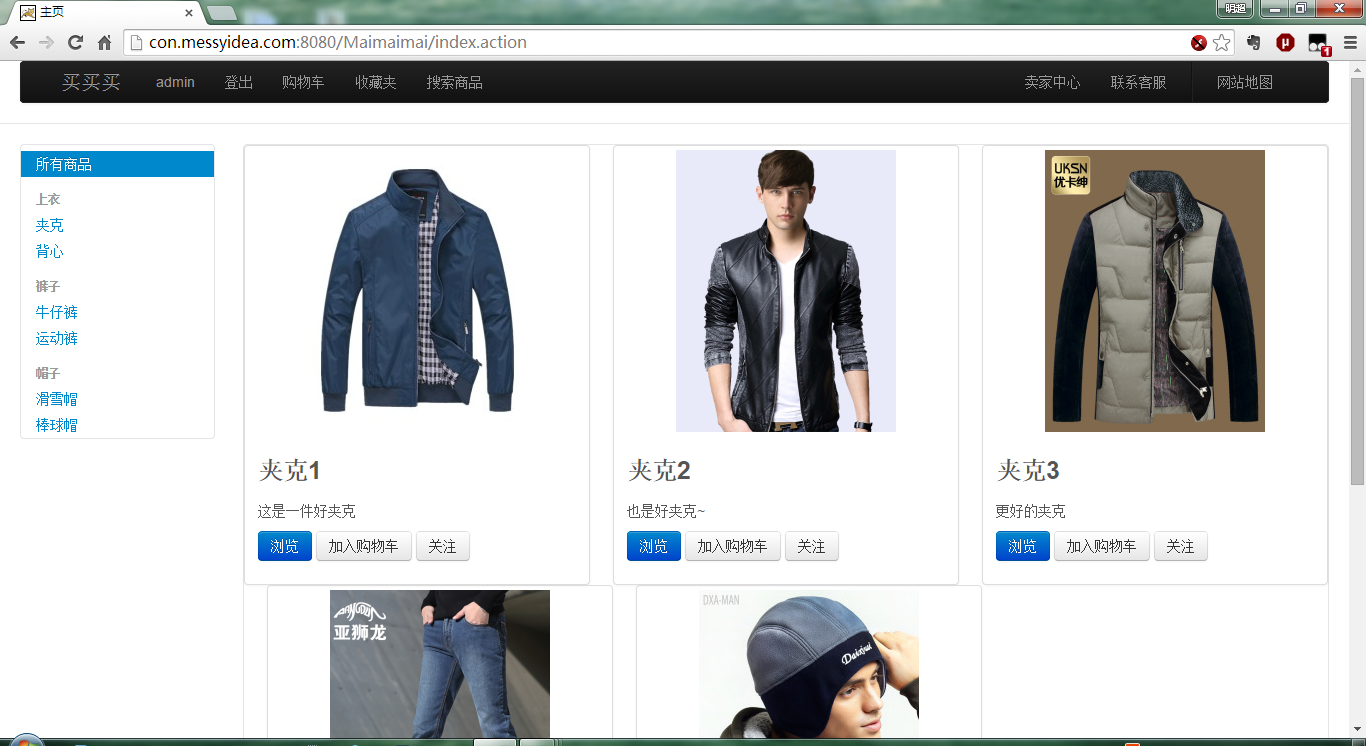 主页
明超
con.messyidea.com:8080/Maimaimai/index.action
1
买买买 admin 登出 购物车 收藏夹 搜索商品 卖家中心 联系客服 网站地图
所有商品
上衣
夹克
背心
裤子
牛仔裤
运动裤
帽子
滑雪帽
棒球帽
夹克1
这是一件好夹克
浏览 加入购物车 关注
夹克2
也是好夹克~
浏览 加入购物车 关注
UKSN
优卡绅
夹克3
更好的夹克
浏览 加入购物车 关注
亚狮龙
DXA-MAN